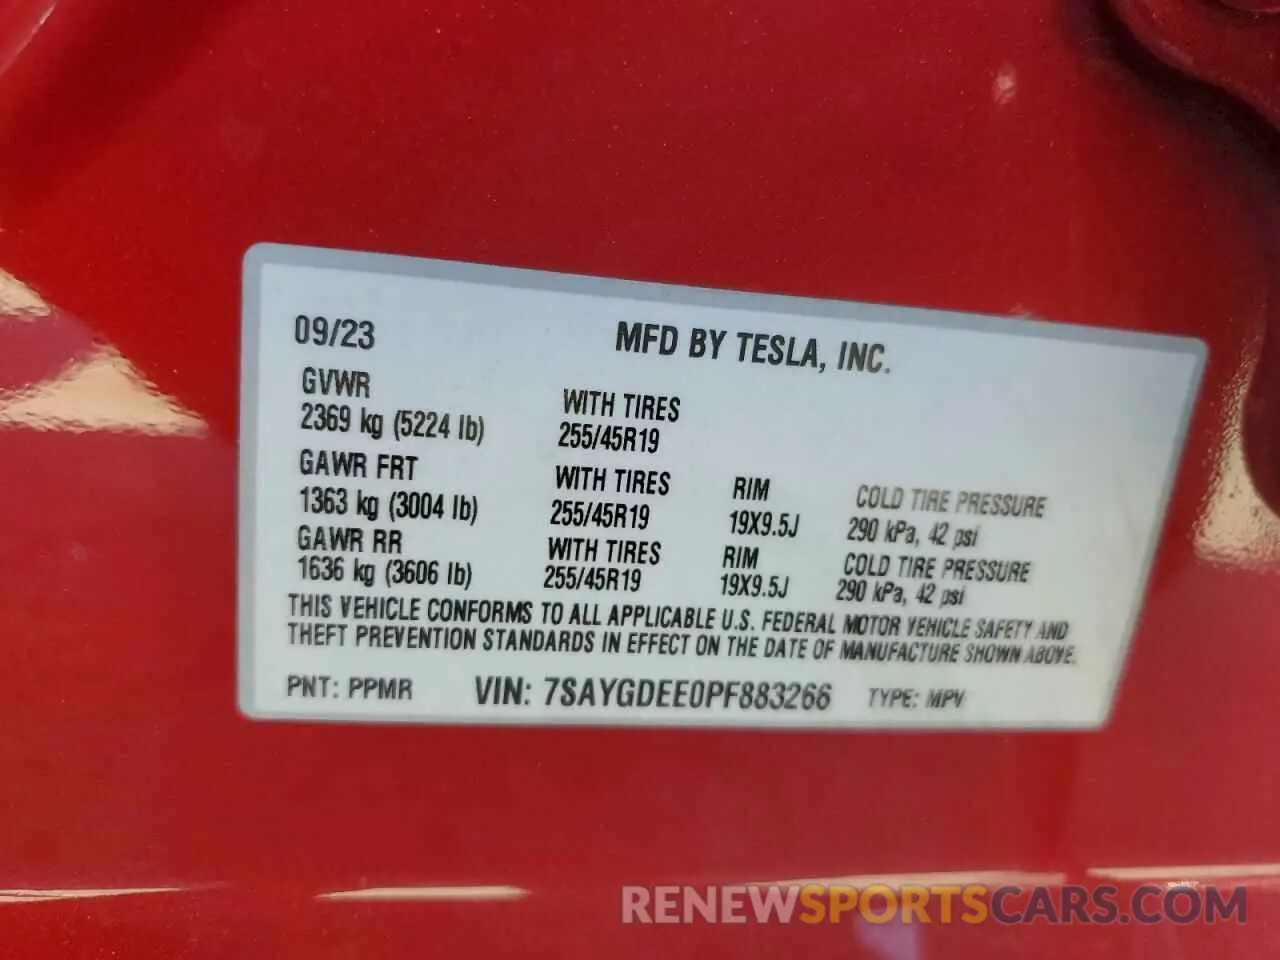 09/23 MFD BY TESLA, INC.
GVWR WITH TIRES
2369 kg (5224 lb) 255/45R19
GAWR FRT WITH TIRES RIM COLD TIRE PRESSURE
1363 kg (3004 lb) 255/45R19 19X9.5J 290 kPa, 42 psi
GAWR RR WITH TIRES RIM COLD TIRE PRESSURE
1636 kg (3606 lb) 255/45R19 19X9.5J 290 kPa, 42 psi
THIS VEHICLE CONFORMS TO ALL APPLICABLE U.S. FEDERAL MOTOR VEHICLE SAFETY AND
THEFT PREVENTION STANDARDS IN EFFECT ON THE DATE OF MANUFACTURE SHOWN ABOVE.
PNT: PPMR VIN: 7SAYGDEE0PF883266 TYPE: MPV
RENEWSPORTSCARS.COM